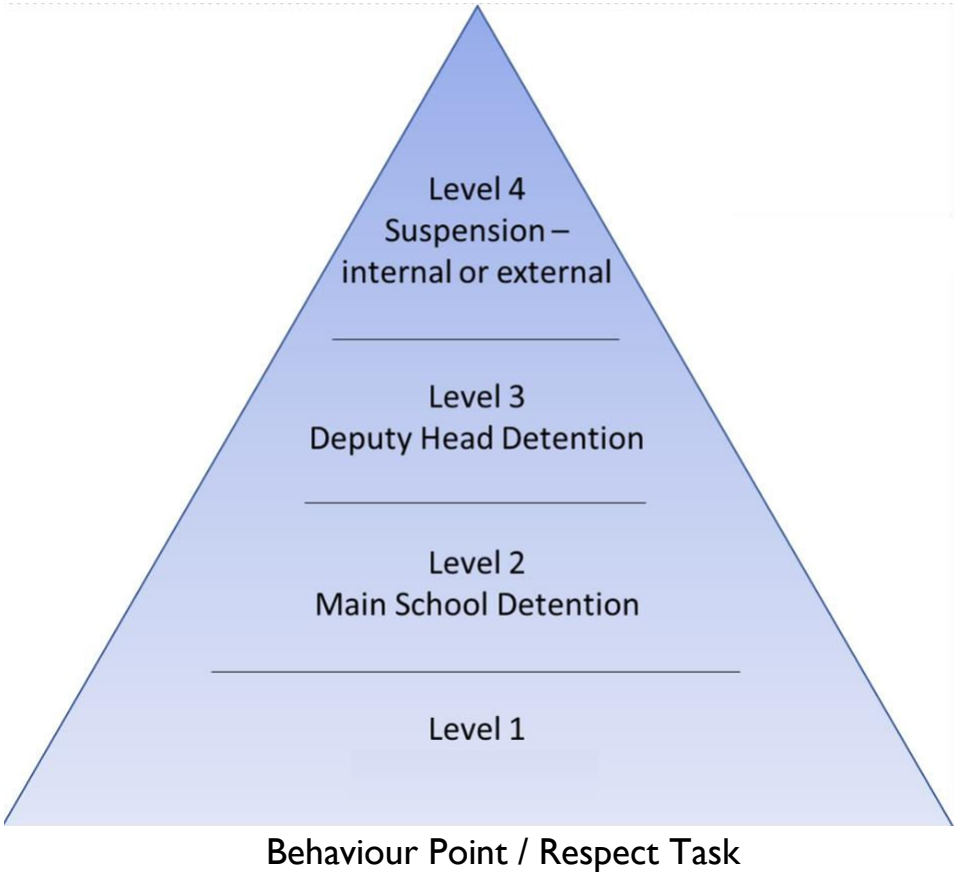 Level 4
Suspension –
internal or external
Level 3
Deputy Head Detention
Level 2
Main School Detention
Level 1
Behaviour Point / Respect Task